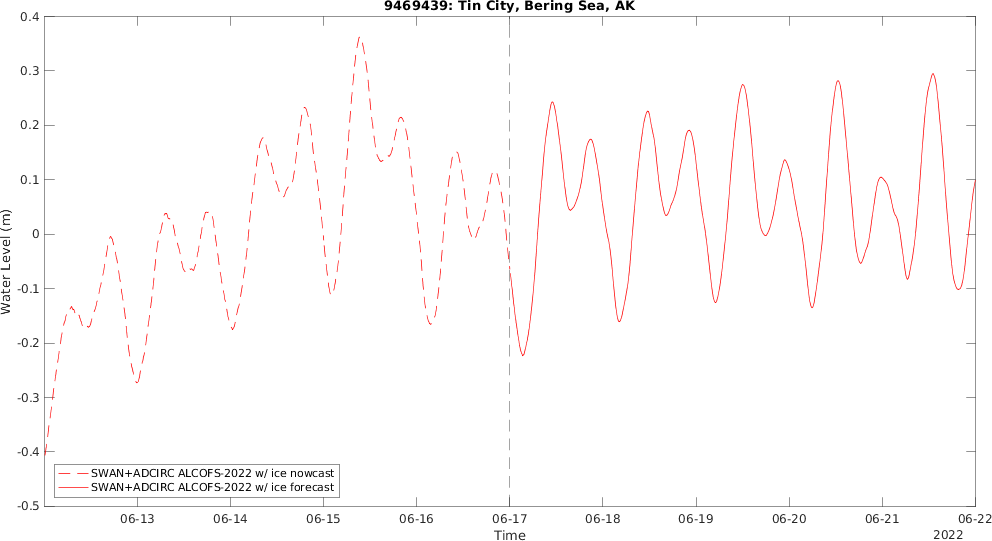 9469439: Tin City, Bering Sea, AK
0.4
0.3
0.2
0.1
0
-0.1
-0.2
-0.3
-0.4
-0.5
Water Level (m)
SWAN+ADCIRC ALCOFS-2022 w/ ice nowcast
SWAN+ADCIRC ALCOFS-2022 w/ ice forecast
06-13 06-14 06-15 06-16 06-17 06-18 06-19 06-20 06-21 06-22
Time
2022